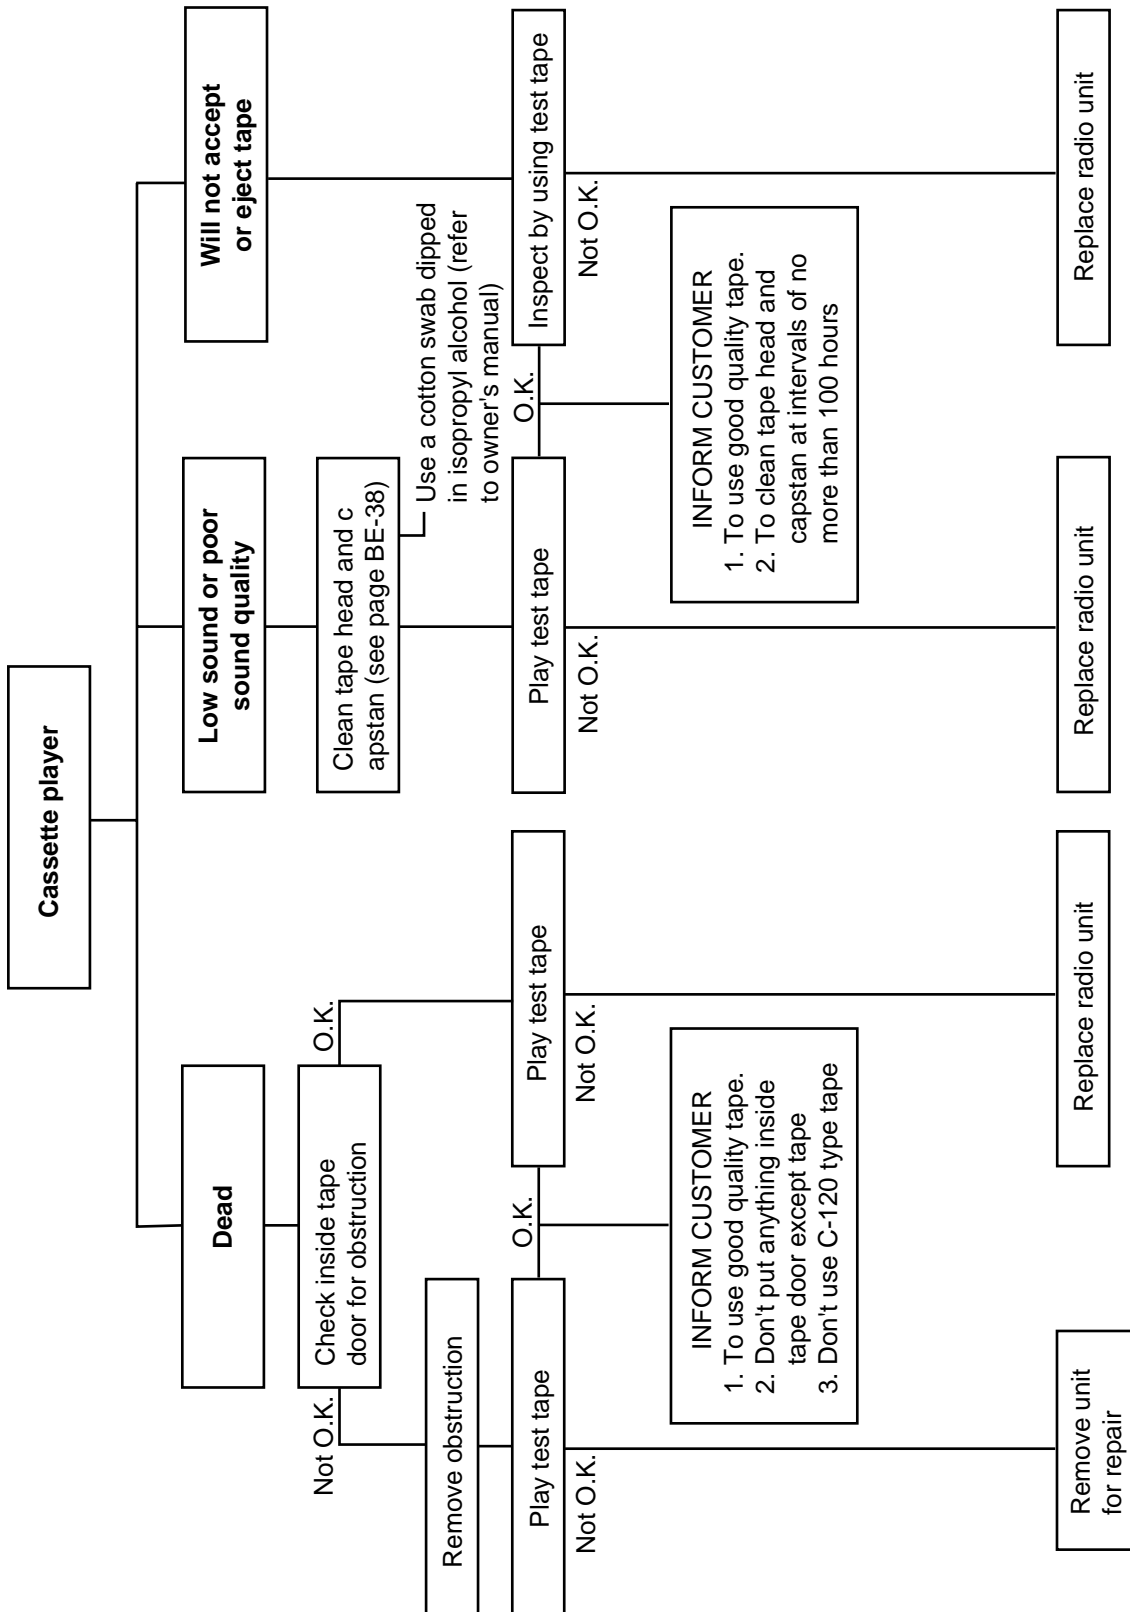 Cassette player
Dead
Low sound or poor
sound quality
Will not accept
or eject tape
Check inside tape
door for obstruction
Not O.K.
O.K.
Clean tape head and c
apstan (see page BE-38)
Use a cotton swab dipped
in isopropyl alcohol (refer
to owner's manual)
Remove obstruction
Play test tape
O.K.
Play test tape
Play test tape
O.K.
Inspect by using test tape
Not O.K.
Not O.K.
Not O.K.
Not O.K.
INFORM CUSTOMER
1. To use good quality tape.
2. Don't put anything inside
tape door except tape
3. Don't use C-120 type tape
INFORM CUSTOMER
1. To use good quality tape.
2. To clean tape head and
capstan at intervals of no
more than 100 hours
Remove unit
for repair
Replace radio unit
Replace radio unit
Replace radio unit